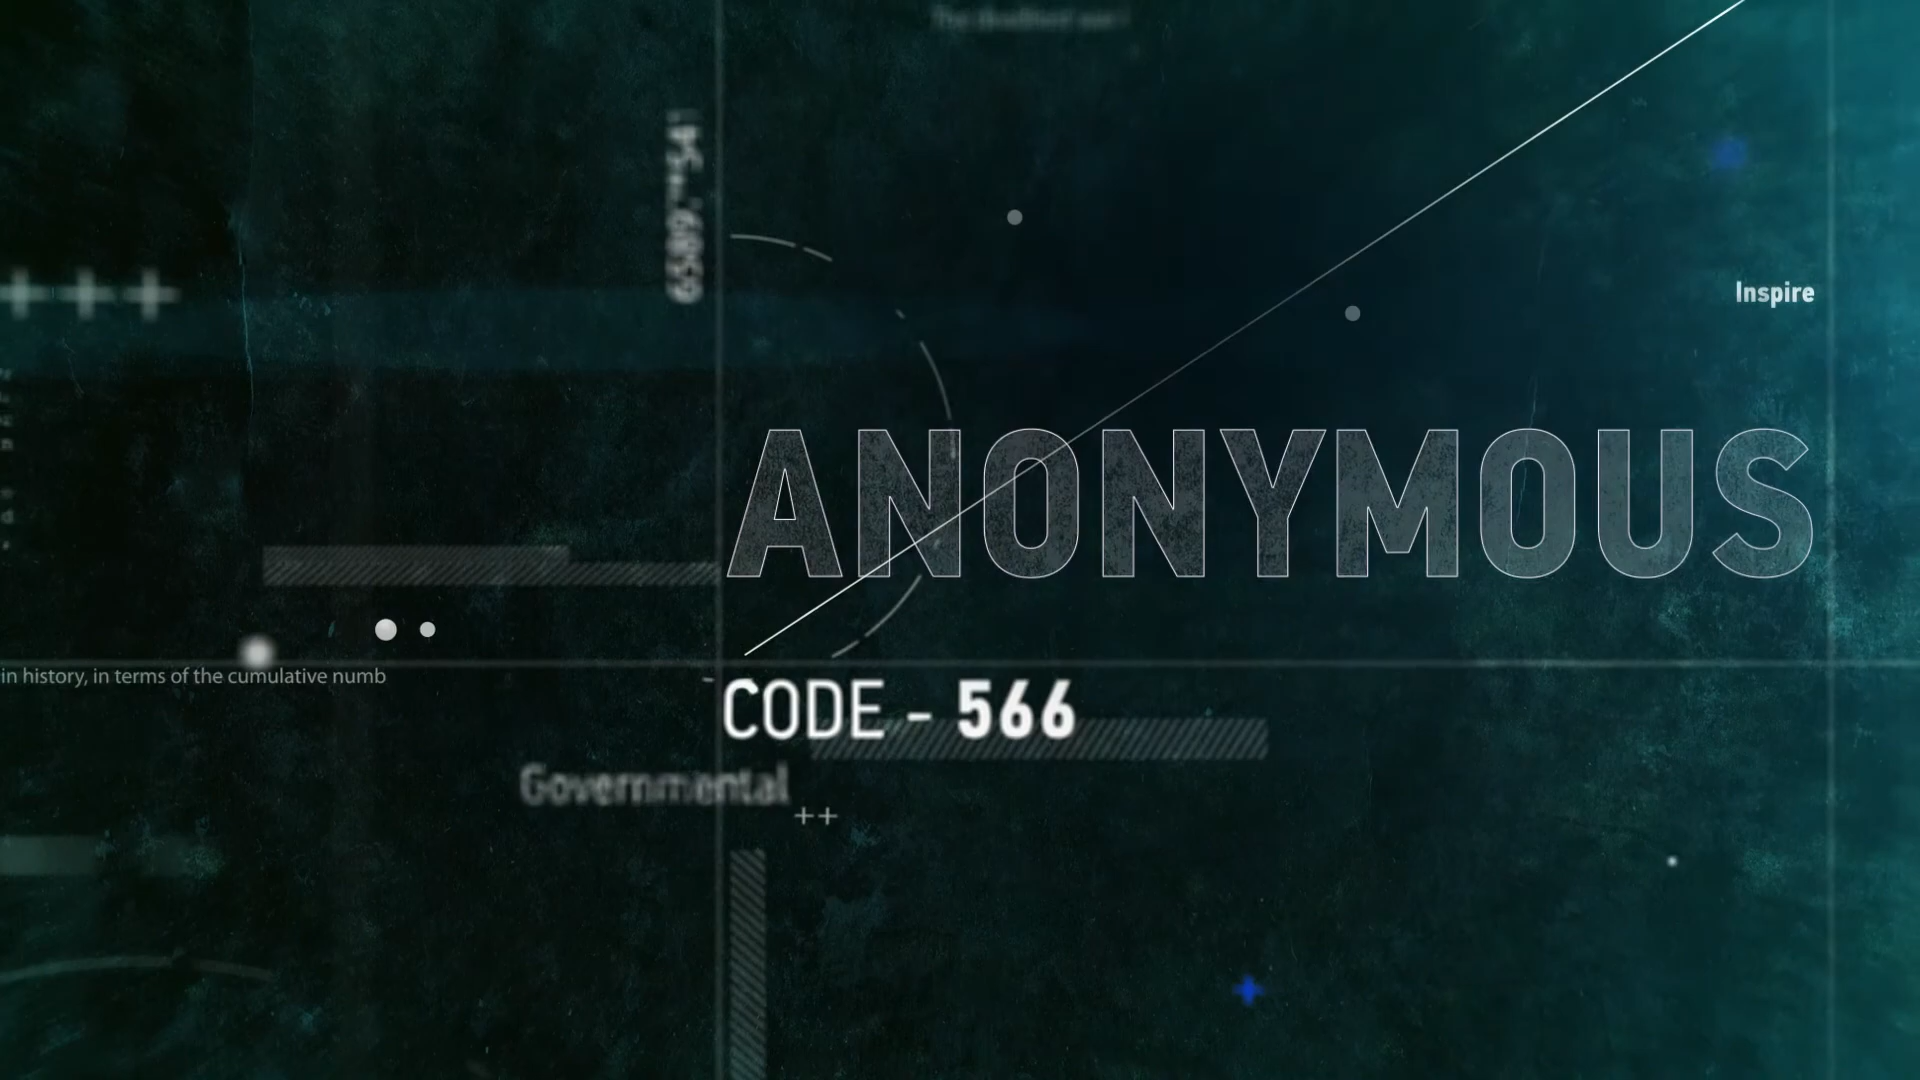 Inspire
ANONYMOUS
in history, in terms of the cumulative numb
CODE - 566
Governmental
++